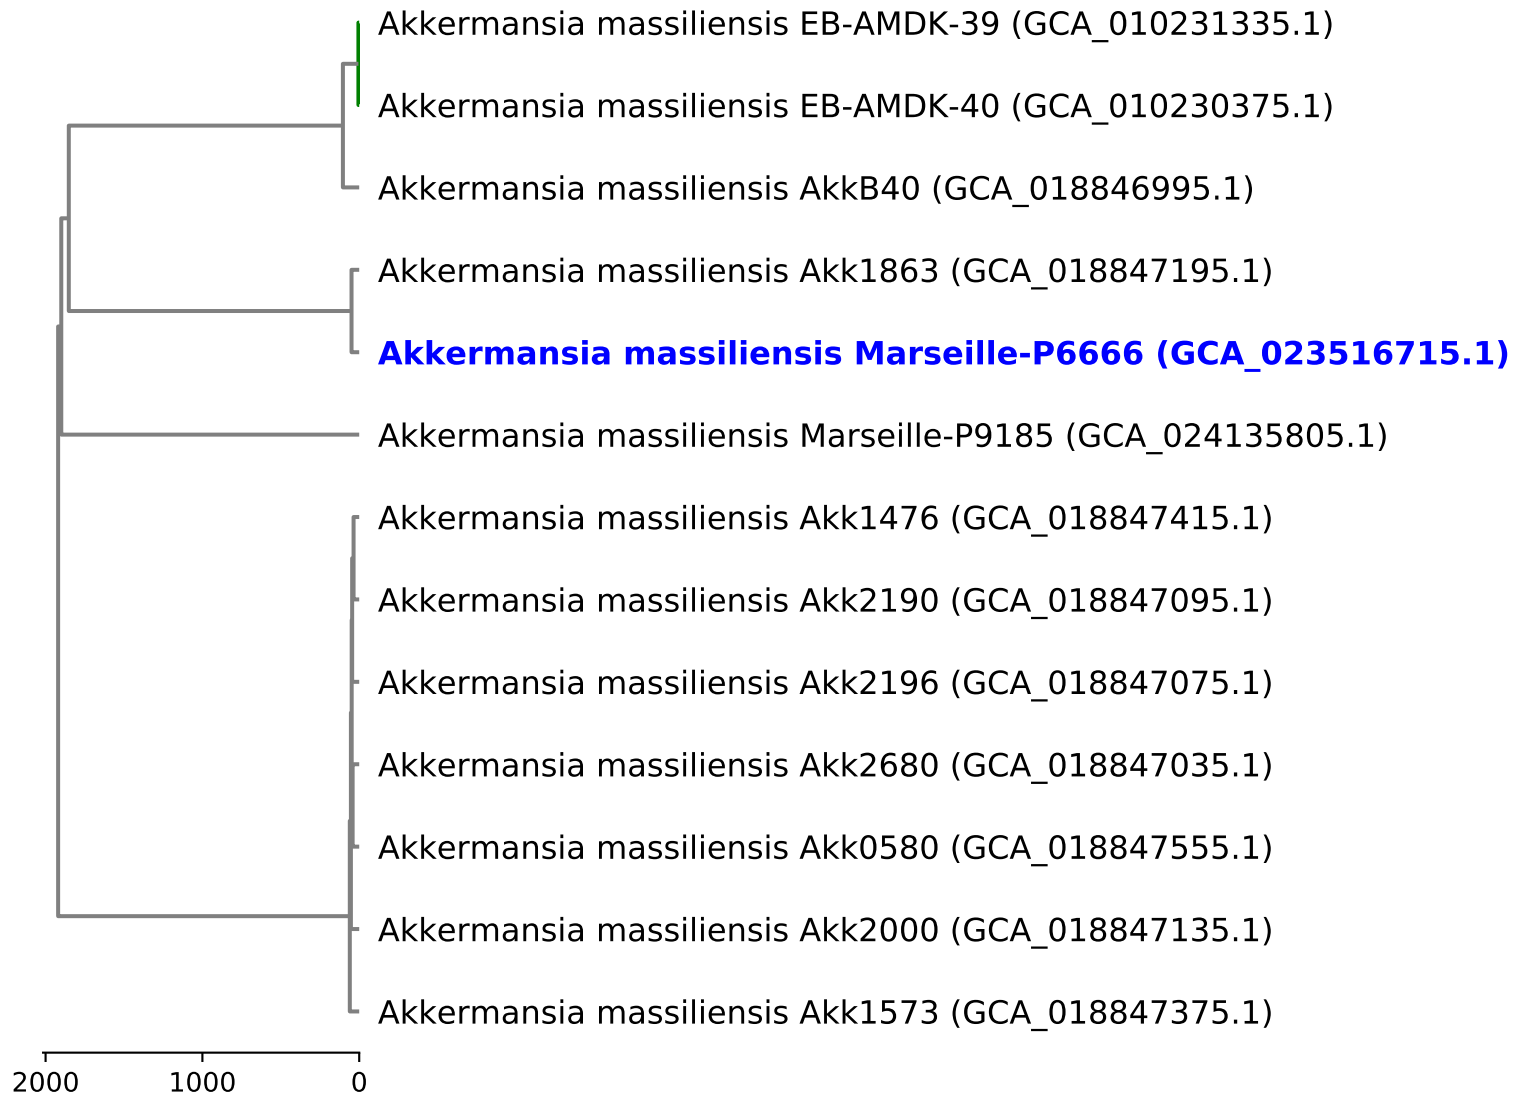 Akkermansia massiliensis EB-AMDK-39 (GCA_010231335.1)
Akkermansia massiliensis EB-AMDK-40 (GCA_010230375.1)
Akkermansia massiliensis AkkB40 (GCA_018846995.1)
Akkermansia massiliensis Akk1863 (GCA_018847195.1)
Akkermansia massiliensis Marseille-P6666 (GCA_023516715.1)
Akkermansia massiliensis Marseille-P9185 (GCA_024135805.1)
Akkermansia massiliensis Akk1476 (GCA_018847415.1)
Akkermansia massiliensis Akk2190 (GCA_018847095.1)
Akkermansia massiliensis Akk2196 (GCA_018847075.1)
Akkermansia massiliensis Akk2680 (GCA_018847035.1)
Akkermansia massiliensis Akk0580 (GCA_018847555.1)
Akkermansia massiliensis Akk2000 (GCA_018847135.1)
Akkermansia massiliensis Akk1573 (GCA_018847375.1)
2000 1000 0